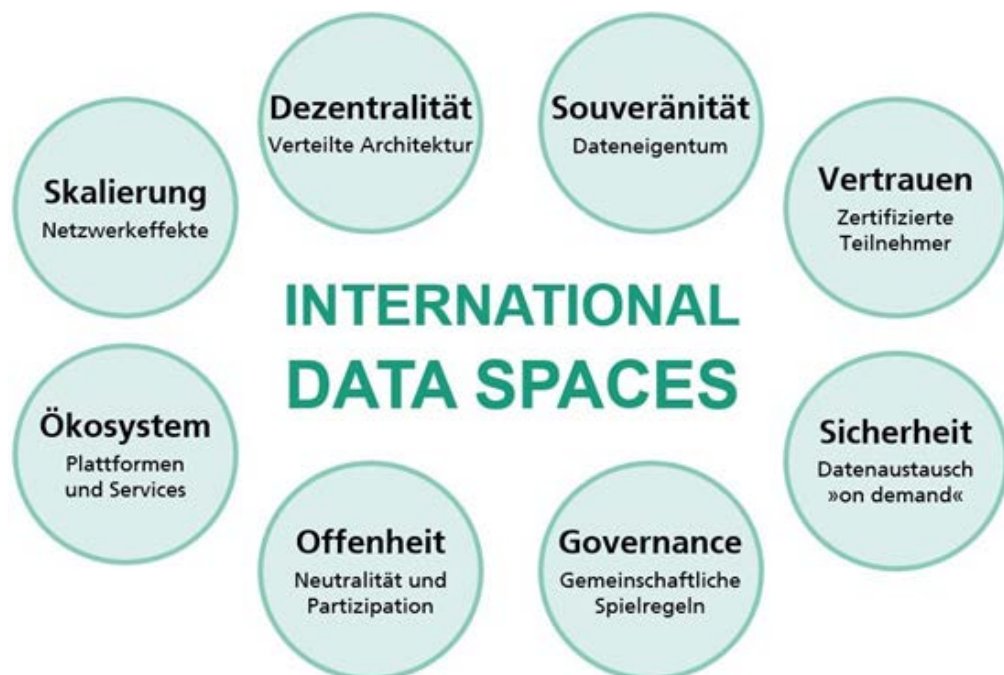 Dezentralität
Verteilte Architektur
Souveränität
Dateneigentum
Skalierung
Netzwerkeffekte
Vertrauen
Zertifizierte
Teilnehmer
INTERNATIONAL
DATA SPACES
Ökosystem
Plattformen
und Services
Sicherheit
Datenaustausch
»on demand«
Offenheit
Neutralität und
Partizipation
Governance
Gemeinschaftliche
Spielregeln